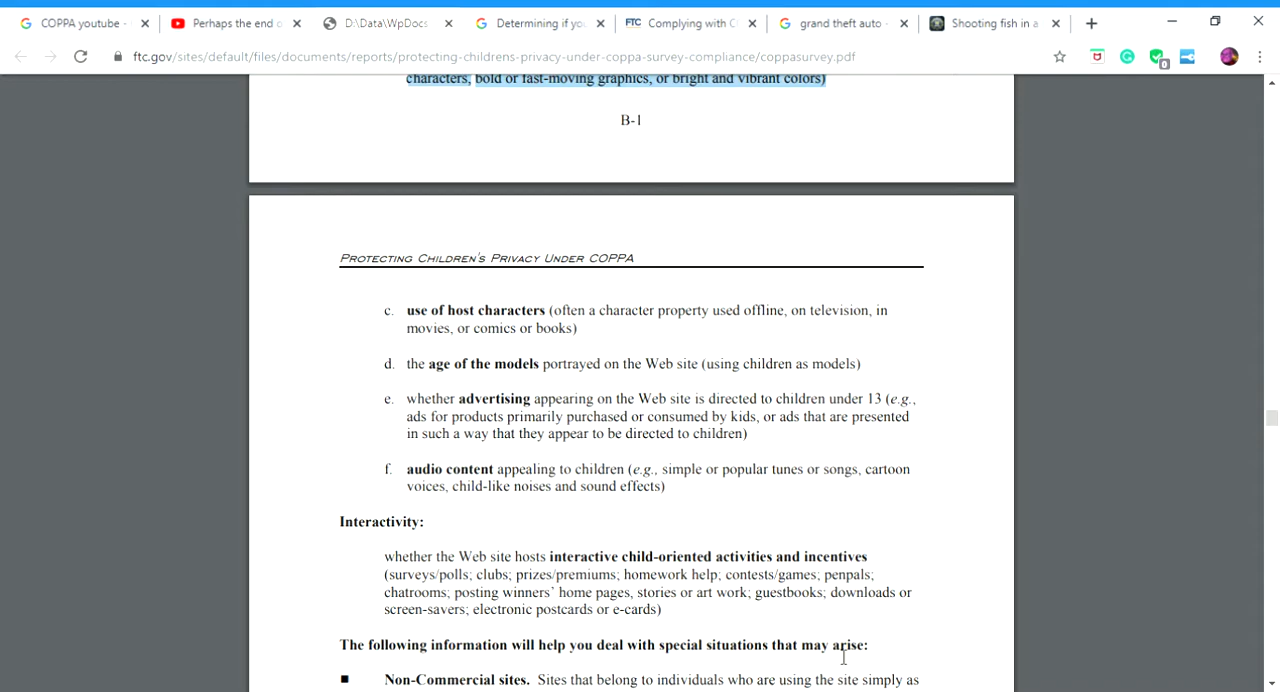 COPPA youtube -
Perhaps the end o
D:\Data\WpDocs
Determining if you
FTC Complying with C
grand theft auto -
Shooting fish in a
ftc.gov/sites/default/files/documents/reports/protecting-childrens-privacy-under-coppa-survey-compliance/coppasurvey.pdf
0
characters, bold or fast-moving graphics, or bright and vibrant colors)
B-1
PROTECTING CHILDREN'S PRIVACY UNDER COPPA
c. use of host characters (often a character property used offline, on television, in
movies, or comics or books)
d. the age of the models portrayed on the Web site (using children as models)
e. whether advertising appearing on the Web site is directed to children under 13 (e.g.,
ads for products primarily purchased or consumed by kids, or ads that are presented
in such a way that they appear to be directed to children)
f. audio content appealing to children (e.g., simple or popular tunes or songs, cartoon
voices, child-like noises and sound effects)
Interactivity:
whether the Web site hosts interactive child-oriented activities and incentives
(surveys/polls; clubs; prizes/premiums; homework help; contests/games; penpals;
chatrooms; posting winners' home pages, stories or art work; guestbooks; downloads or
screen-savers; electronic postcards or e-cards)
The following information will help you deal with special situations that may arise:
Non-Commercial sites. Sites that belong to individuals who are using the site simply as